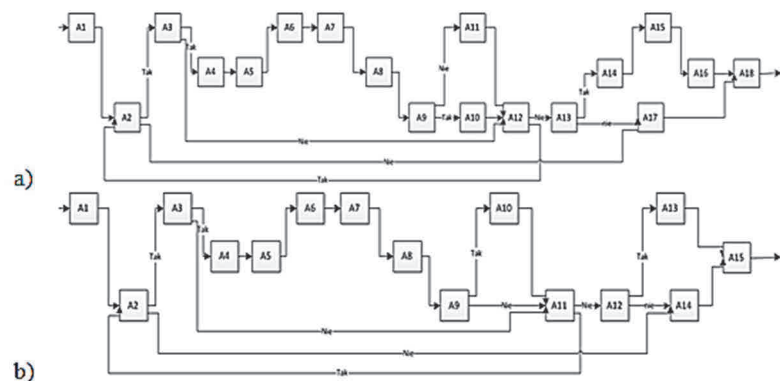 A1 A3 A6 A7 A11 A15
Tak Tak
A4 A5 A8 Nie A14 A16 A18
Tak Tak
A2 A9 Tak A10 A12 Nie A13 nie A17
Nie
Nie
a) Tak
A1 A3 A6 A7 A10 A13
Tak
A4 A5 A8 Tak Tak A15
Tak
A2 A9 Nie A11 Nie A12 nie A14
Nie
Nie
b) Tak